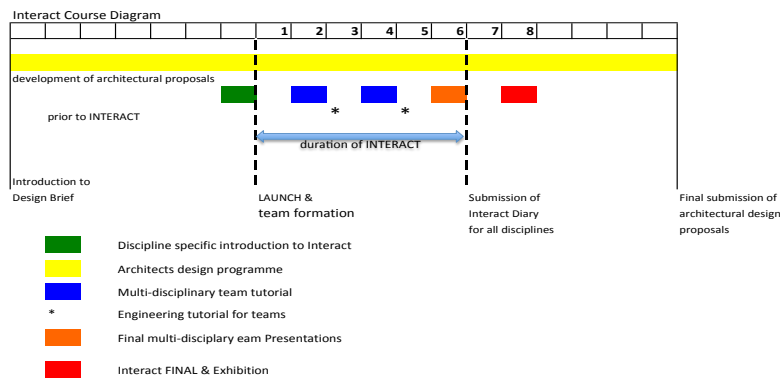 Interact Course Diagram
1 2 3 4 5 6 7 8
development of architectural proposals
prior to INTERACT
* *
duration of INTERACT
Introduction to
Design Brief
LAUNCH &
team formation
Submission of
Interact Diary
for all disciplines
Final submission of
architectural design
proposals
Discipline specific introduction to Interact
Architects design programme
Multi-disciplinary team tutorial
* Engineering tutorial for teams
Final multi-disciplary eam Presentations
Interact FINAL & Exhibition